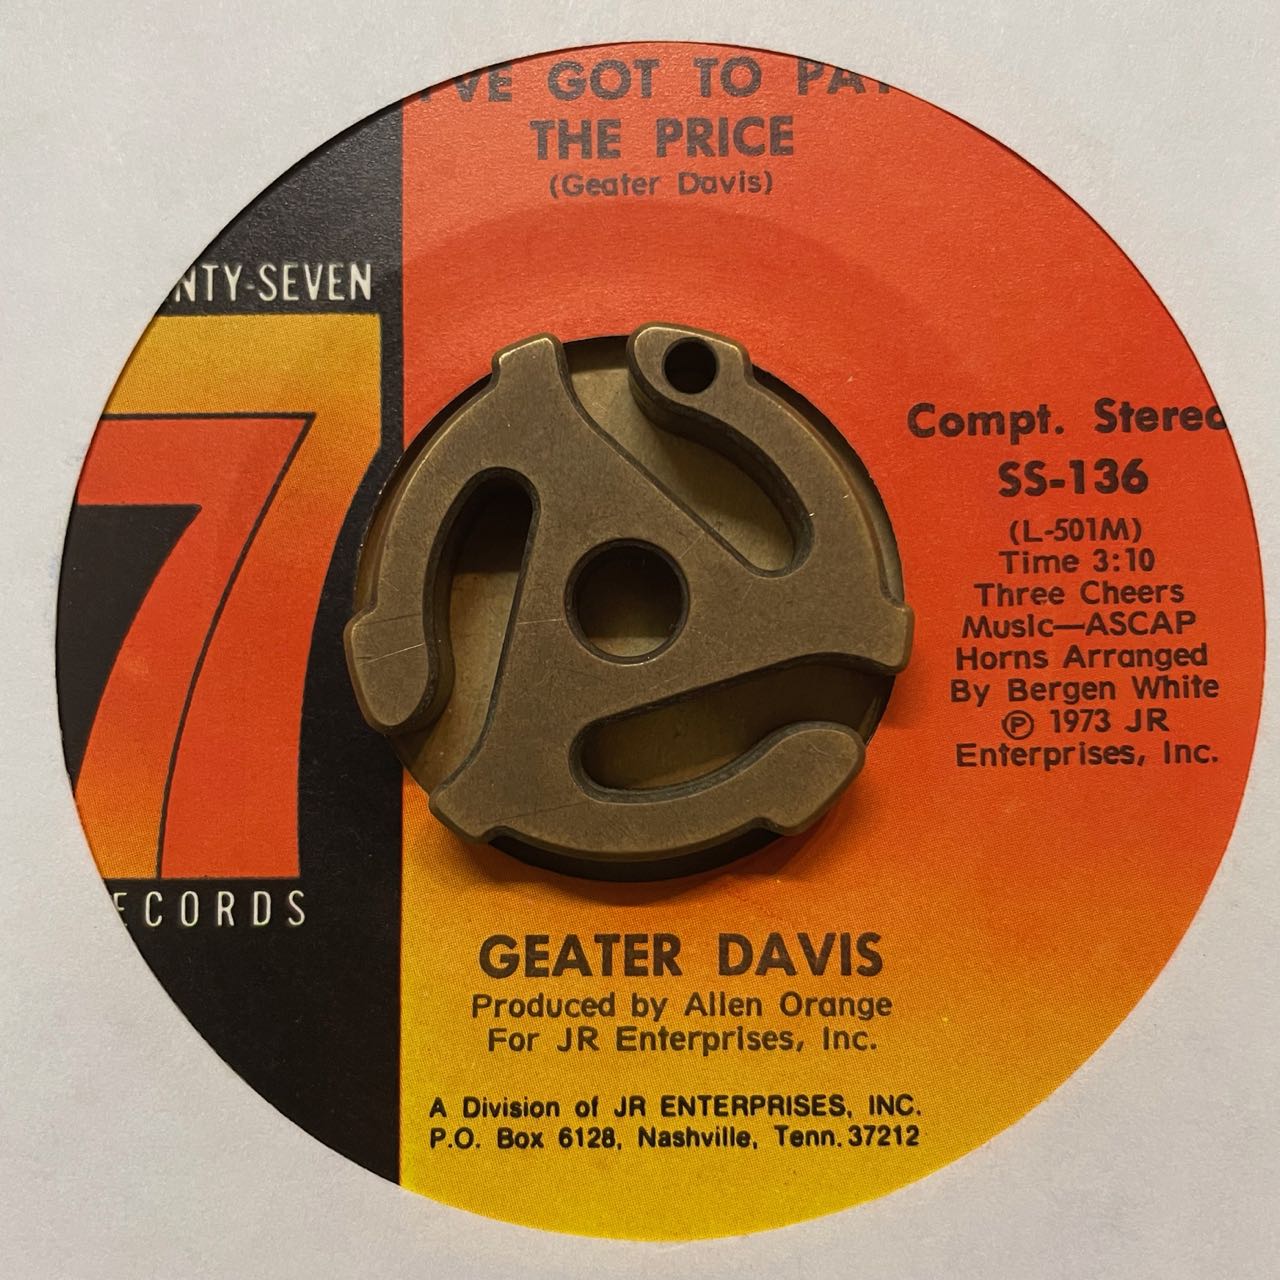 I'VE GOT TO PAY
THE PRICE
(Geater Davis)
NTY-SEVEN
77
ECORDS
Compt. Stereo
SS-136
(L-501M)
Time 3:10
Three Cheers
Music—ASCAP
Horns Arranged
By Bergen White
℗ 1973 JR
Enterprises, Inc.
GEATER DAVIS
Produced by Allen Orange
For JR Enterprises, Inc.
A Division of JR ENTERPRISES, INC.
P.O. Box 6128, Nashville, Tenn. 37212